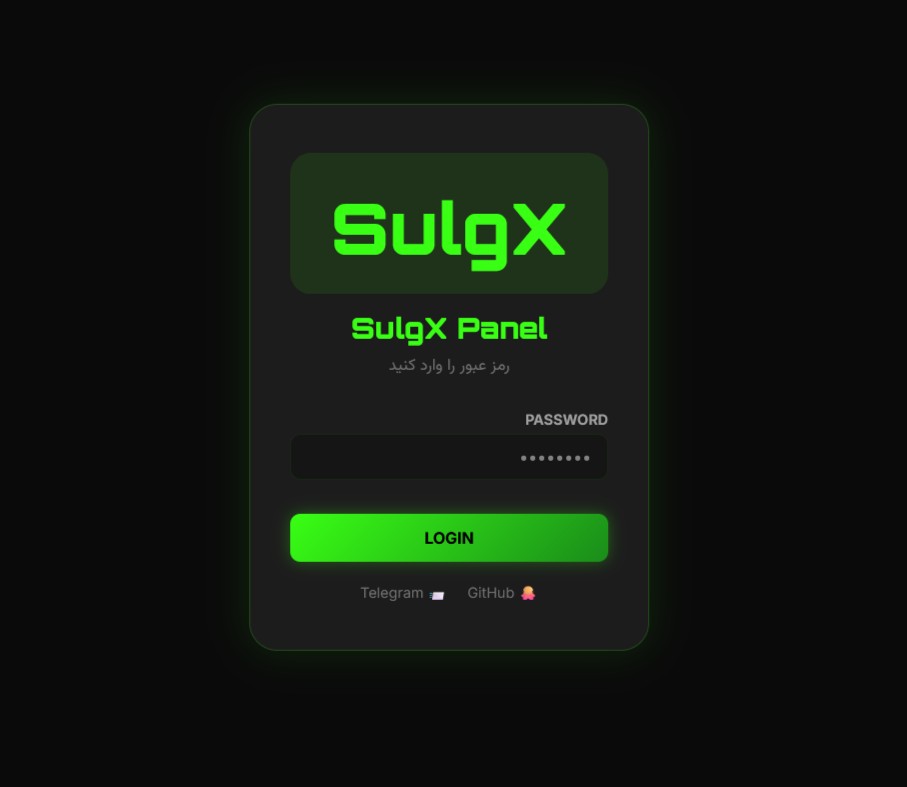 SulgX
SulgX Panel
رمز عبور را وارد کنید
PASSWORD
LOGIN
Telegram 📨 GitHub 🐙